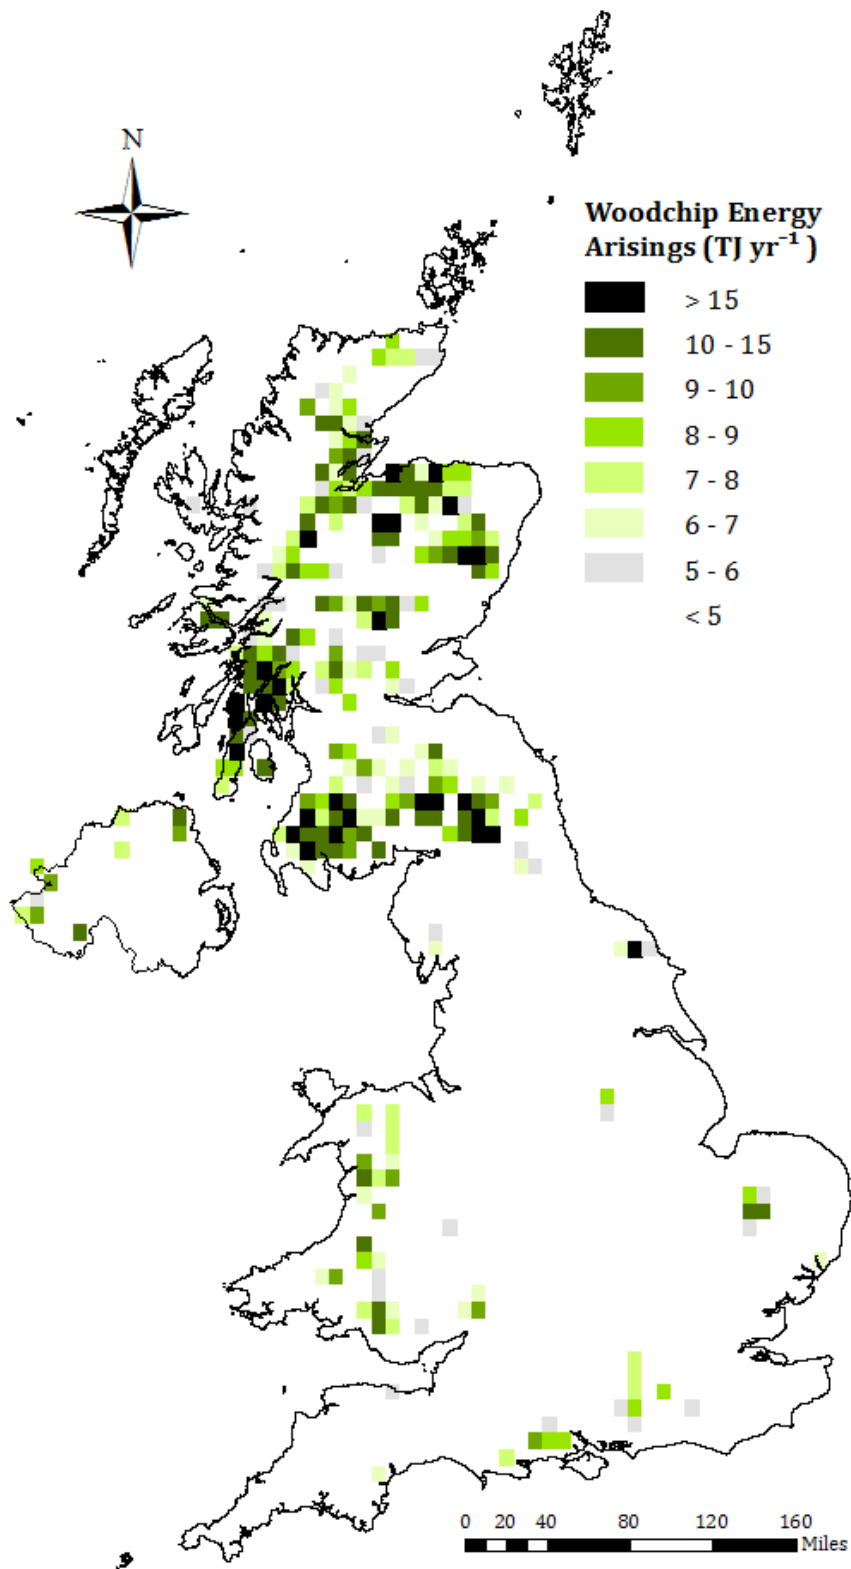 N
Woodchip Energy
Arisings (TJ yr⁻¹ )
> 15
10 - 15
9 - 10
8 - 9
7 - 8
6 - 7
5 - 6
< 5
0 20 40 80 120 160
Miles